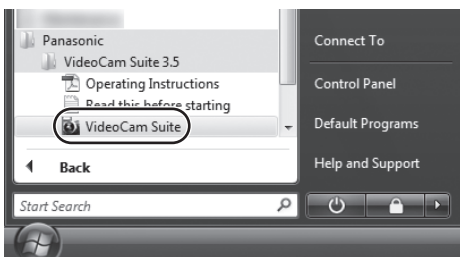 Panasonic
VideoCam Suite 3.5
Operating Instructions
Read this before starting
VideoCam Suite
Back
Start Search
Connect To
Control Panel
Default Programs
Help and Support